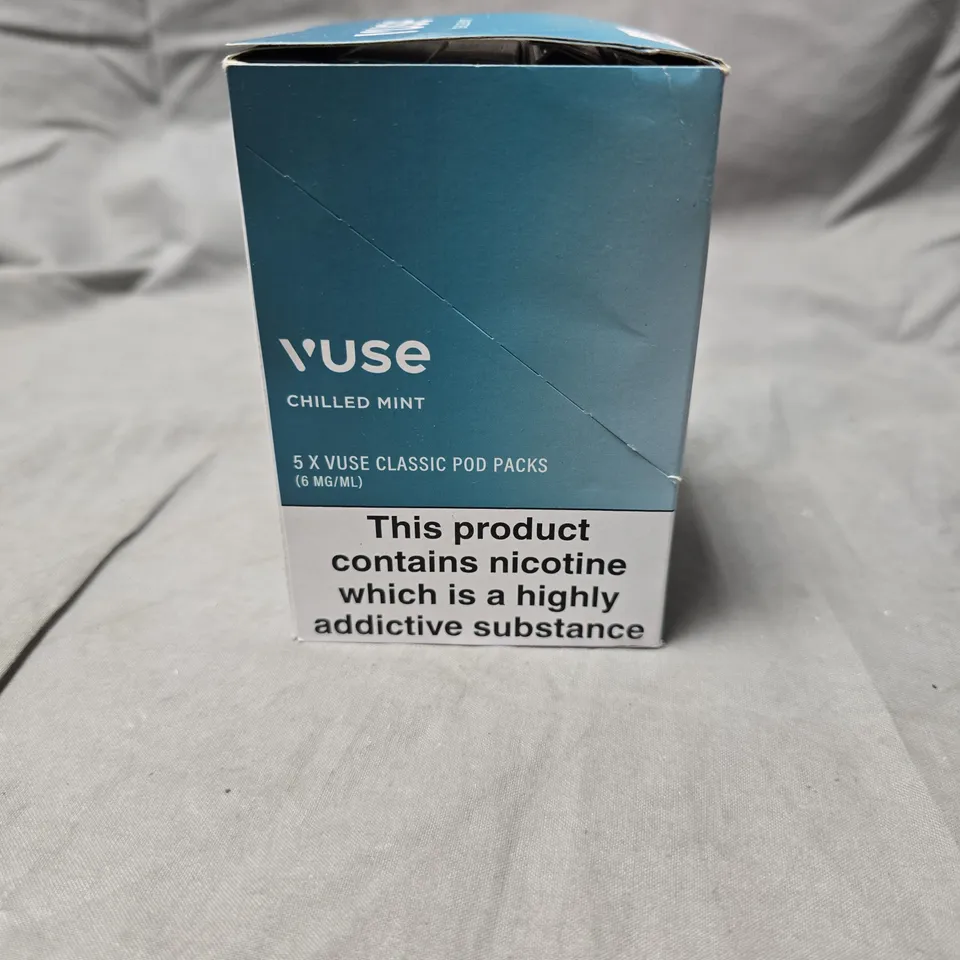 vuse
CHILLED MINT
5 X VUSE CLASSIC POD PACKS
(6 MG/ML)
This product
contains nicotine
which is a highly
addictive substance